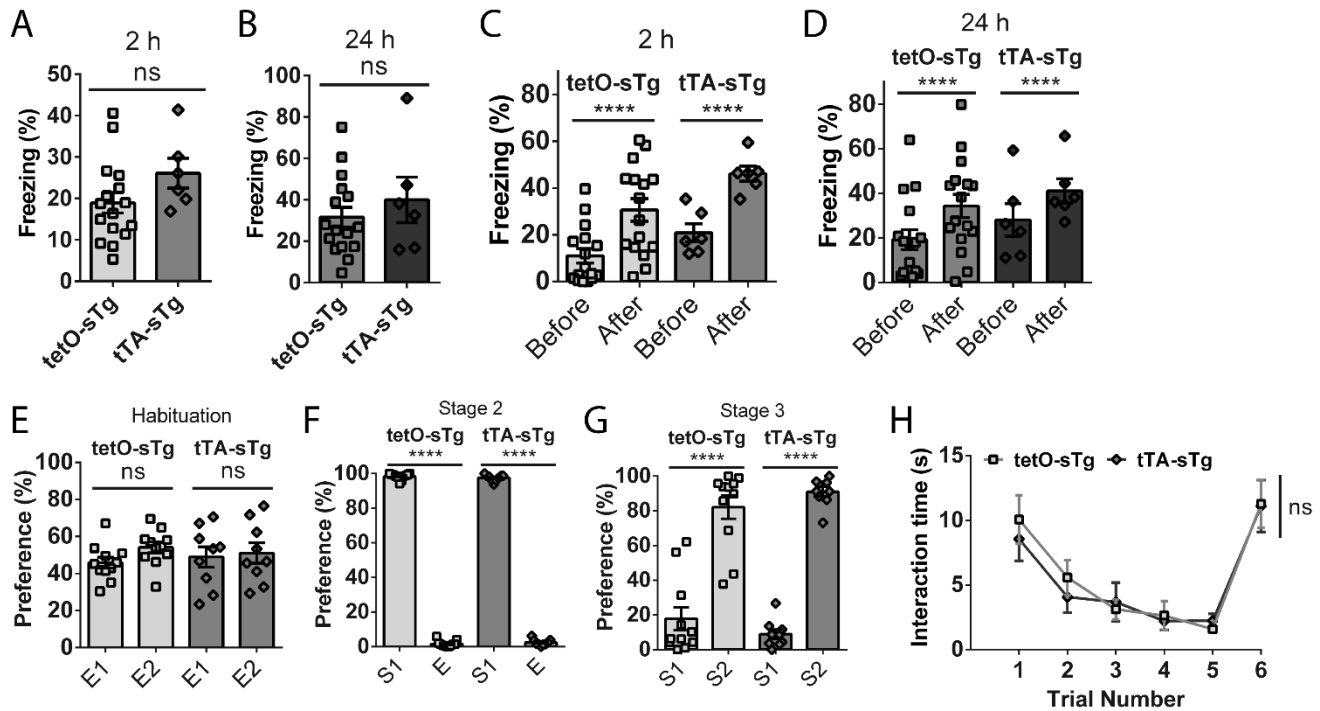 A
2 h
ns
Freezing (%)
50
40
30
20
10
0
tetO-sTg
tTA-sTg
B
24 h
ns
Freezing (%)
100
80
60
40
20
0
tetO-sTg
tTA-sTg
C
2 h
tetO-sTg tTA-sTg
**** ****
Freezing (%)
80
60
40
20
0
Before
After
Before
After
D
24 h
tetO-sTg tTA-sTg
**** ****
Freezing (%)
100
80
60
40
20
0
Before
After
Before
After
E
Habituation
tetO-sTg tTA-sTg
ns ns
Preference (%)
100
80
60
40
20
0
E1
E2
E1
E2
F
Stage 2
tetO-sTg tTA-sTg
**** ****
Preference (%)
100
80
60
40
20
0
S1
E
S1
E
G
Stage 3
tetO-sTg tTA-sTg
**** ****
Preference (%)
100
80
60
40
20
0
S1
S2
S1
S2
H
Interaction time (s)
15
10
5
0
tetO-sTg tTA-sTg
ns
1 2 3 4 5 6
Trial Number